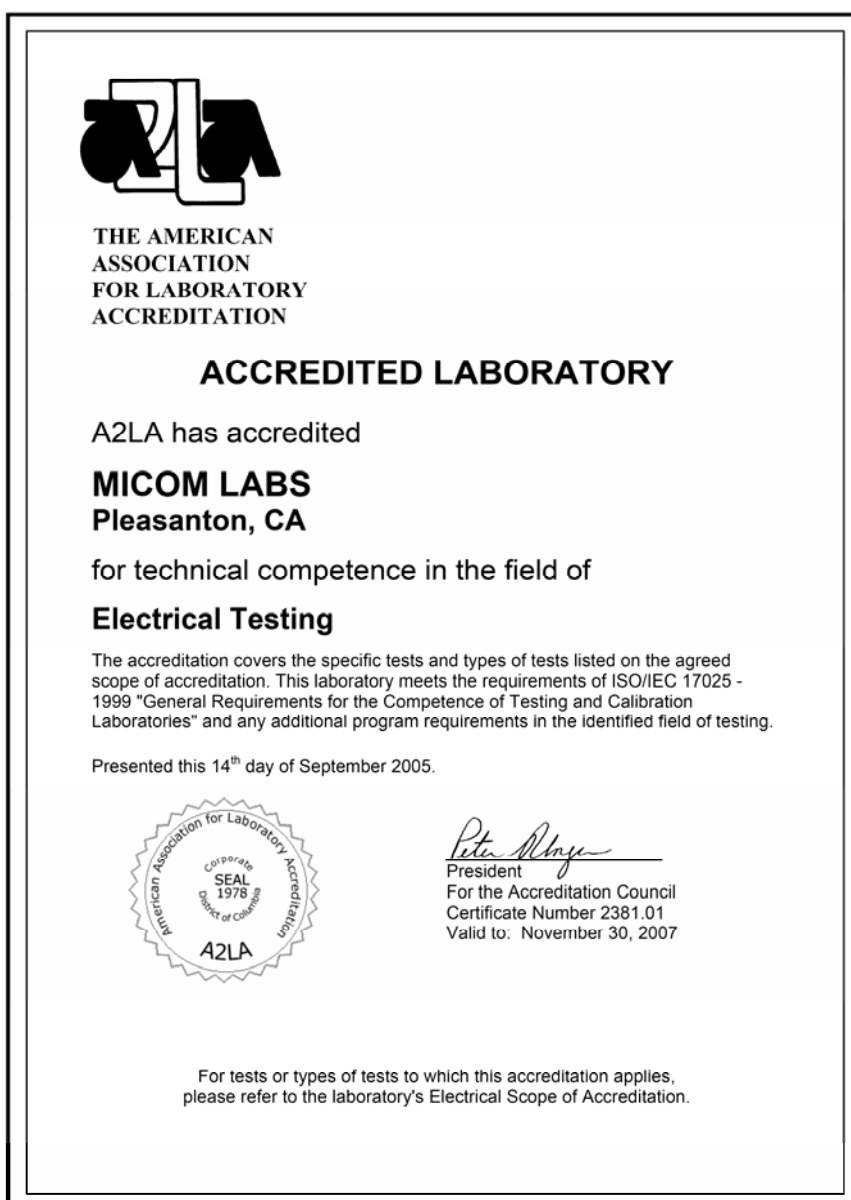 A2LA
THE AMERICAN
ASSOCIATION
FOR LABORATORY
ACCREDITATION
ACCREDITED LABORATORY
A2LA has accredited
MICOM LABS
Pleasanton, CA
for technical competence in the field of
Electrical Testing
The accreditation covers the specific tests and types of tests listed on the agreed
scope of accreditation. This laboratory meets the requirements of ISO/IEC 17025 -
1999 "General Requirements for the Competence of Testing and Calibration
Laboratories" and any additional program requirements in the identified field of testing.
Presented this 14th day of September 2005.
American Association for Laboratory Accreditation
Corporate
SEAL
1978
District of Columbia
A2LA
Peter
President
For the Accreditation Council
Certificate Number 2381.01
Valid to: November 30, 2007
For tests or types of tests to which this accreditation applies,
please refer to the laboratory's Electrical Scope of Accreditation.